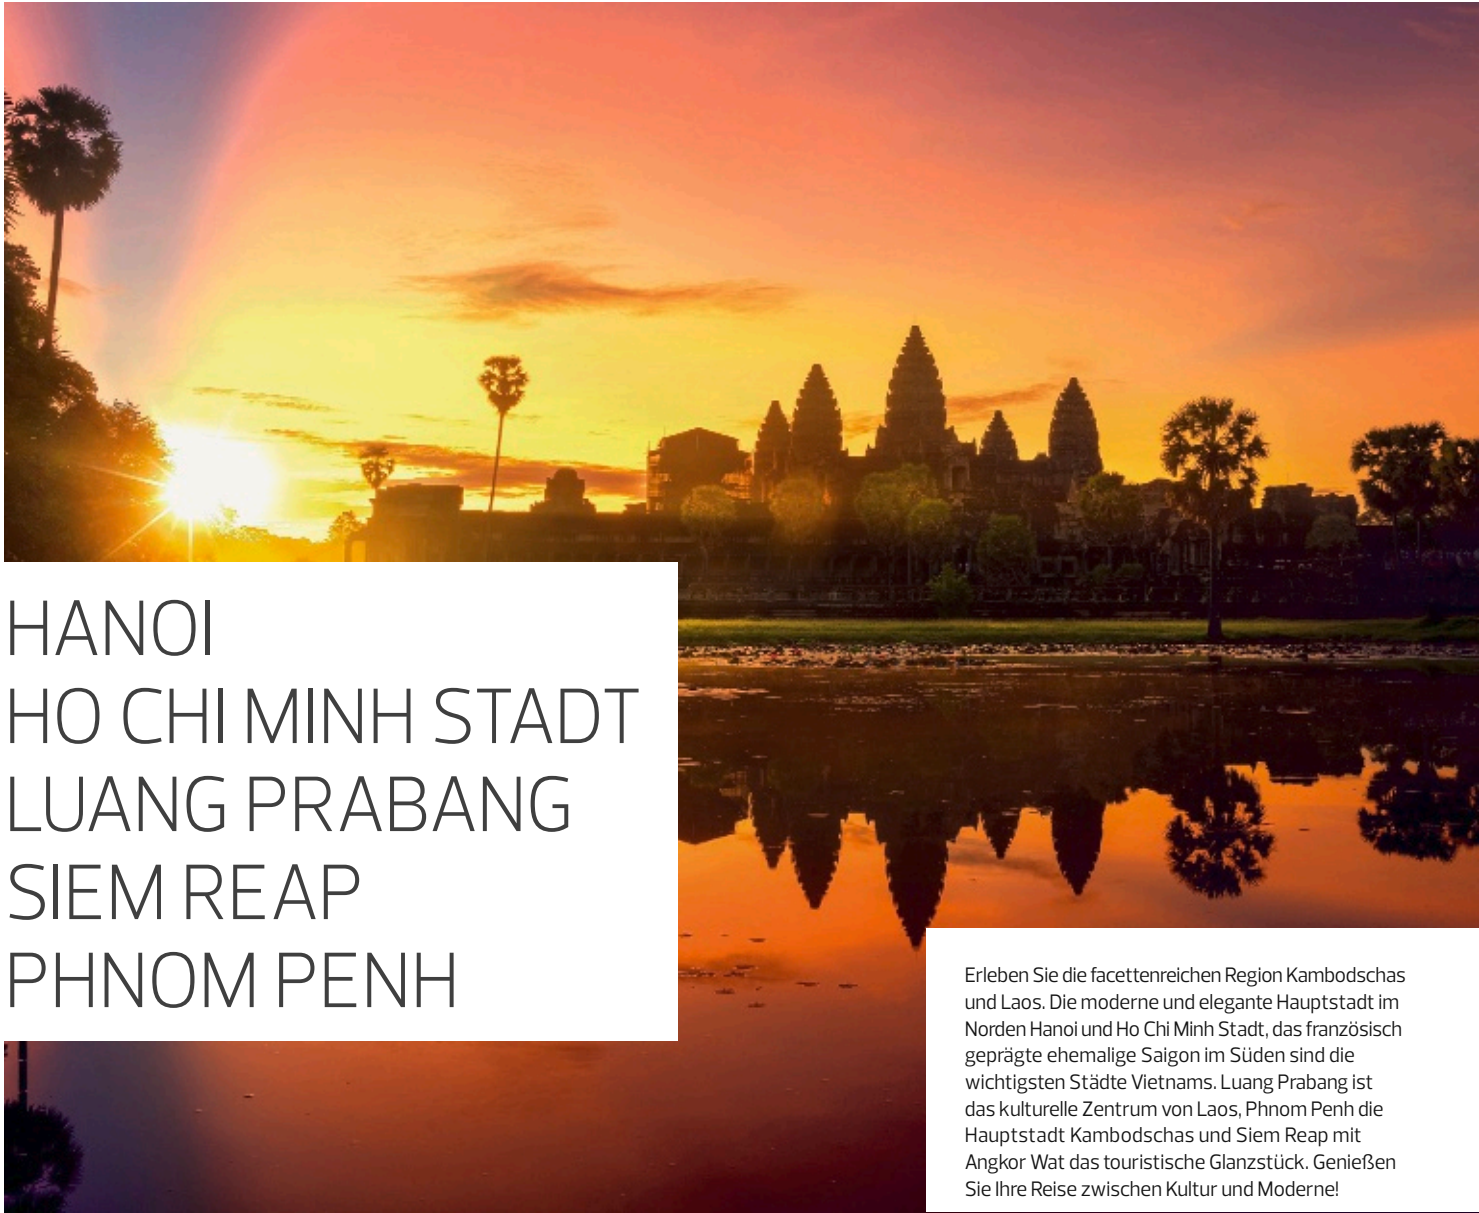 HANOI
HO CHI MINH STADT
LUANG PRABANG
SIEM REAP
PHNOM PENH
Erleben Sie die facettenreichen Region Kambodschas
und Laos. Die moderne und elegante Hauptstadt im
Norden Hanoi und Ho Chi Minh Stadt, das französisch
geprägte ehemalige Saigon im Süden sind die
wichtigsten Städte Vietnams. Luang Prabang ist
das kulturelle Zentrum von Laos, Phnom Penh die
Hauptstadt Kambodschas und Siem Reap mit
Angkor Wat das touristische Glanzstück. Genießen
Sie Ihre Reise zwischen Kultur und Moderne!